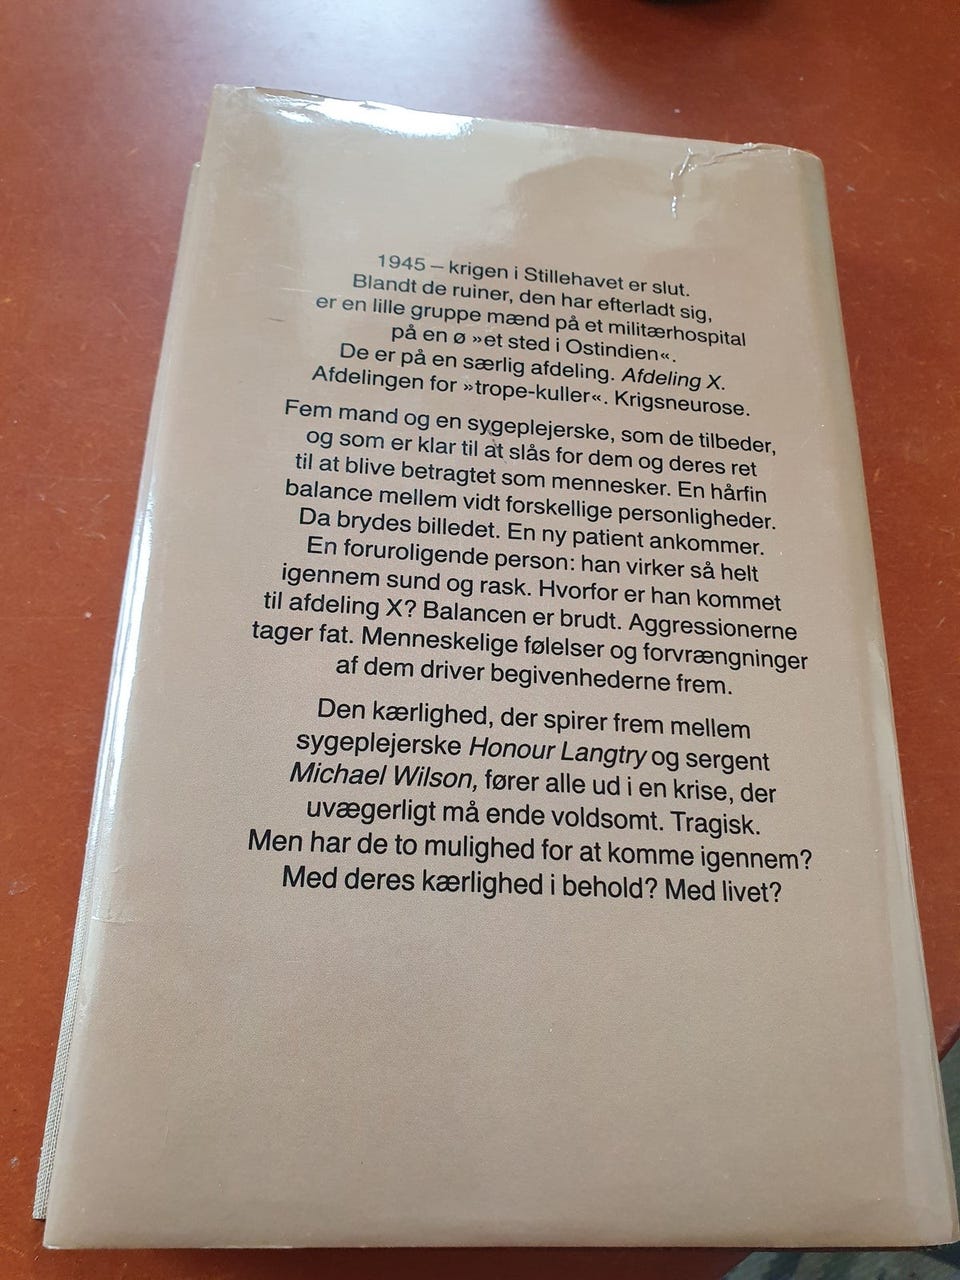 1945 – krigen i Stillehavet er slut.
Blandt de ruiner, den har efterladt sig,
er en lille gruppe mænd på et militærhospital
på en ø »et sted i Ostindien«.
De er på en særlig afdeling. Afdeling X.
Afdelingen for »trope-kuller«. Krigsneurose.
Fem mand og en sygeplejerske, som de tilbeder,
og som er klar til at slås for dem og deres ret
til at blive betragtet som mennesker. En hårfin
balance mellem vidt forskellige personligheder.
Da brydes billedet. En ny patient ankommer.
En foruroligende person: han virker så helt
igennem sund og rask. Hvorfor er han kommet
til afdeling X? Balancen er brudt. Aggressionerne
tager fat. Menneskelige følelser og forvrængninger
af dem driver begivenhederne frem.
Den kærlighed, der spirer frem mellem
sygeplejerske Honour Langtry og sergent
Michael Wilson, fører alle ud i en krise, der
uvægerligt må ende voldsomt. Tragisk.
Men har de to mulighed for at komme igennem?
Med deres kærlighed i behold? Med livet?